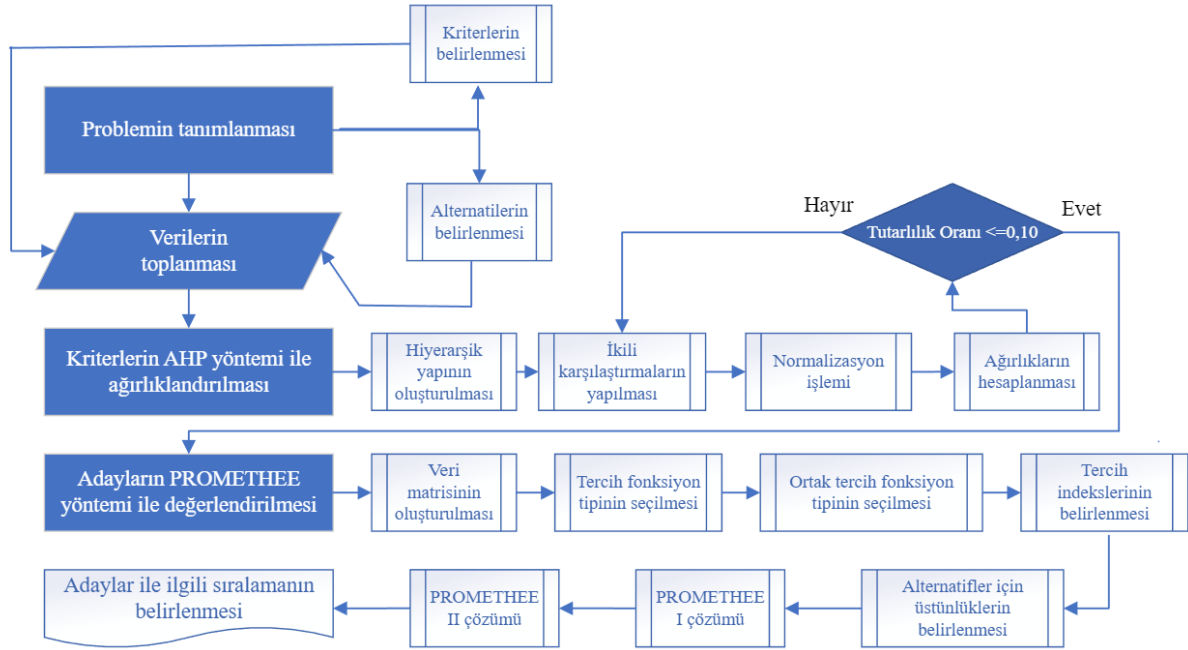 Kriterlerin
belirlenmesi
Problemin tanımlanması
Alternatilerin
belirlenmesi
Verilerin
toplanması
Hayır
Evet
Tutarlılık Oranı <=0,10
Kriterlerin AHP yöntemi ile
ağırlıklandırılması
Hiyerarşik
yapının
oluşturulması
İkili
karşılaştırmaların
yapılması
Normalizasyon
işlemi
Ağırlıkların
hesaplanması
Adayların PROMETHEE
yöntemi ile değerlendirilmesi
Veri
matrisinin
oluşturulması
Tercih fonksiyon
tipinin seçilmesi
Ortak tercih fonksiyon
tipinin seçilmesi
Tercih
indekslerinin
belirlenmesi
Alternatifler için
üstünlüklerin
belirlenmesi
PROMETHEE
I çözümü
PROMETHEE
II çözümü
Adaylar ile ilgili sıralamanın
belirlenmesi